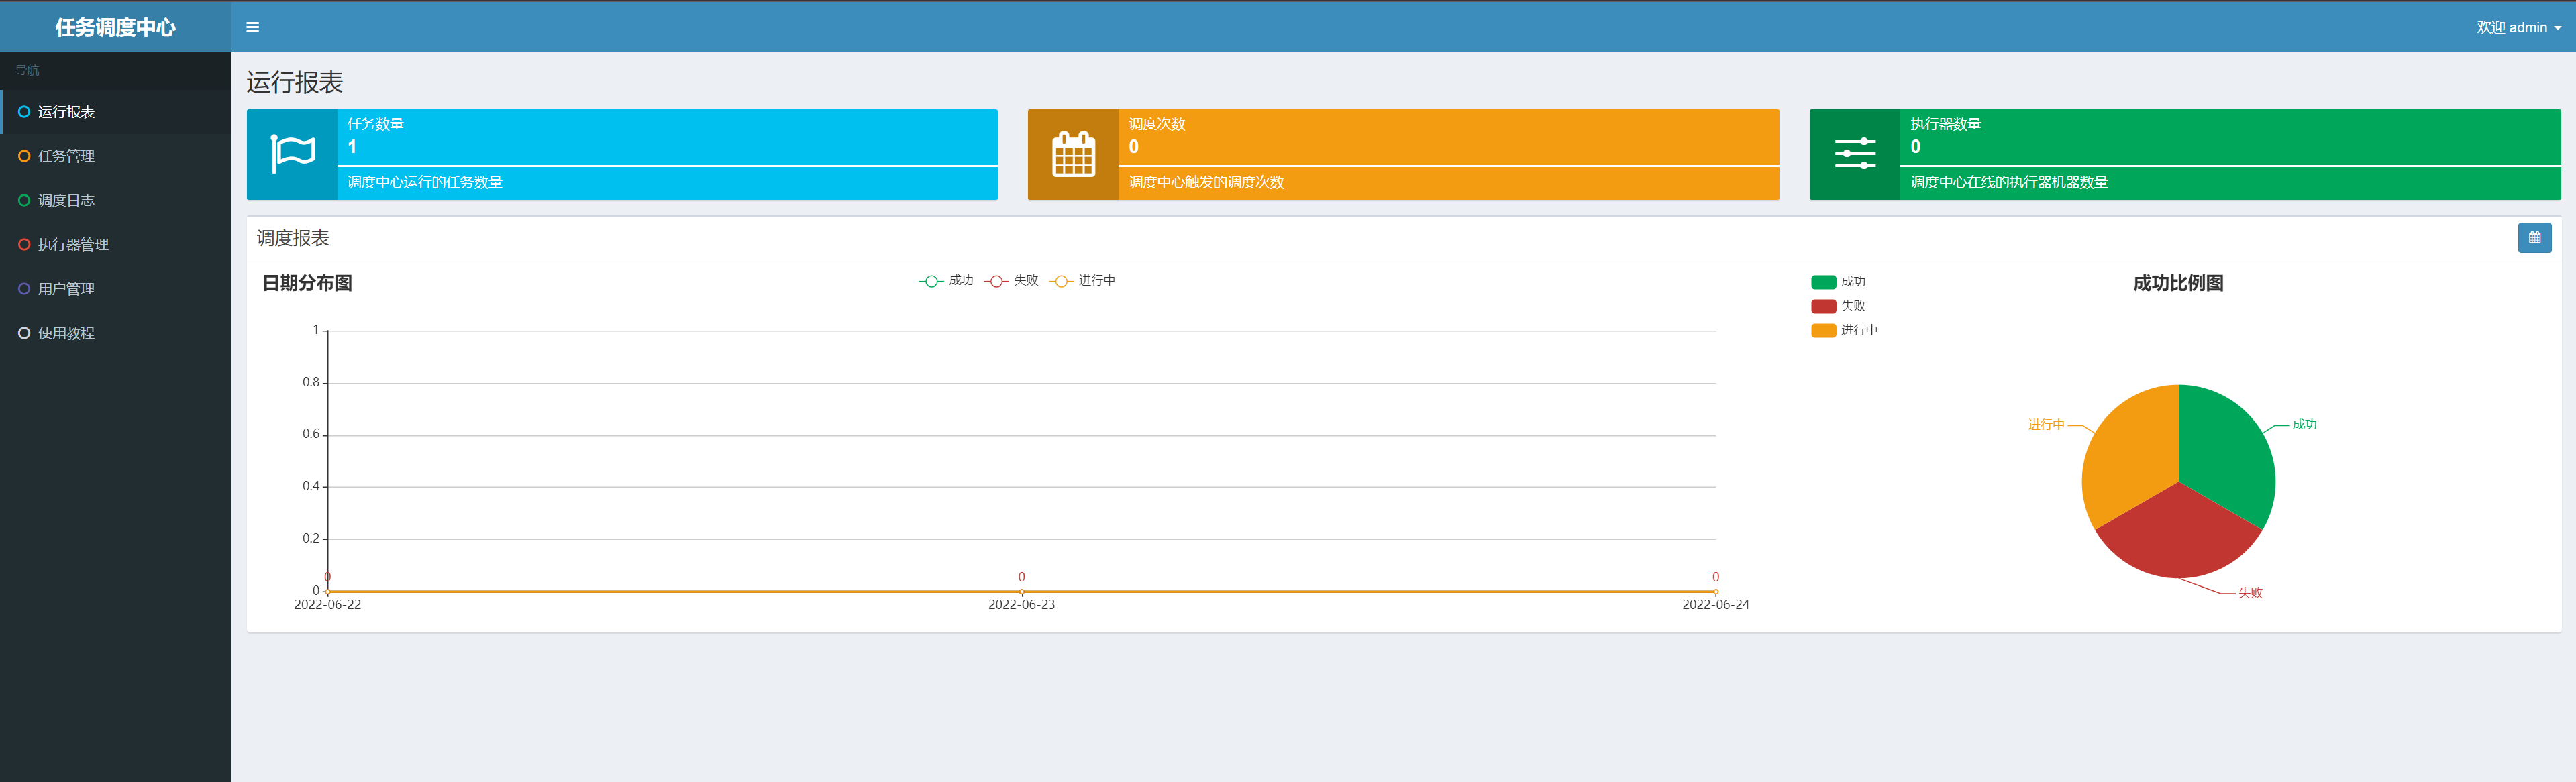 任务调度中心
欢迎 admin
导航
运行报表
任务管理
调度日志
执行器管理
用户管理
使用教程
运行报表
任务数量
1
调度中心运行的任务数量
调度次数
0
调度中心触发的调度次数
执行器数量
0
调度中心在线的执行器机器数量
调度报表
日期分布图
成功 失败 进行中
1
0.8
0.6
0.4
0.2
0
0 0 0
2022-06-22 2022-06-23 2022-06-24
成功比例图
成功
失败
进行中
进行中
成功
失败